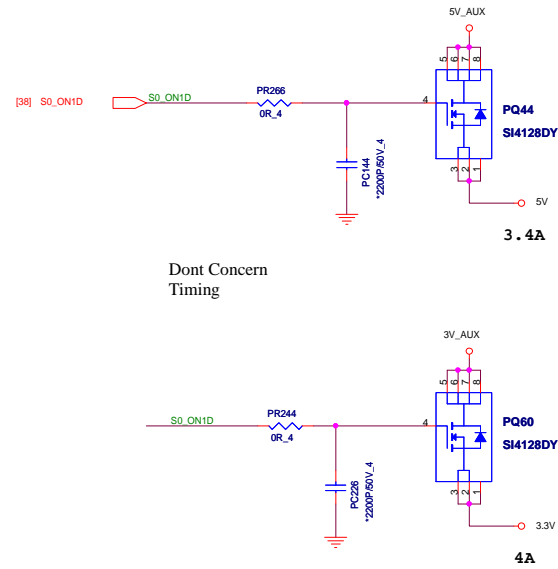 5V_AUX
5 6 7 8
[38] S0_ON1D S0_ON1D PR266 4 PQ44
0R_4 SI4128DY
PC144
*2200P/50V_4
3 2 1
5V
3.4A
Dont Concern
Timing
3V_AUX
5 6 7 8
S0_ON1D PR244 4 PQ60
0R_4 SI4128DY
PC226
*2200P/50V_4
3 2 1
3.3V
4A